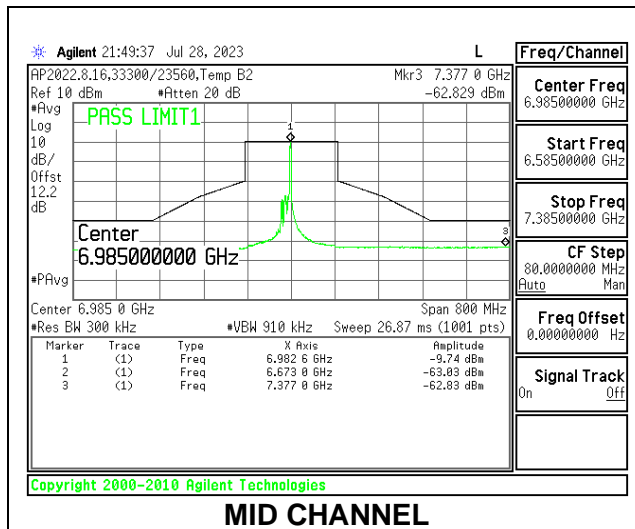 Agilent 21:49:37 Jul 28, 2023 L
AP2022.8.16,33300/23560,Temp B2 Mkr3 7.377 0 GHz
Ref 10 dBm #Atten 20 dB -62.829 dBm
#Avg
Log
10
dB/
Offst
12.2
dB
#PAvg
PASS LIMIT1
1
3
Center
6.985000000 GHz
Center 6.985 0 GHz Span 800 MHz
#Res BW 300 kHz #VBW 910 kHz Sweep 26.87 ms (1001 pts)
Marker Trace Type X Axis Amplitude
1 (1) Freq 6.982 6 GHz -9.74 dBm
2 (1) Freq 6.673 0 GHz -63.03 dBm
3 (1) Freq 7.377 0 GHz -62.83 dBm
Freq/Channel
Center Freq
6.98500000 GHz
Start Freq
6.58500000 GHz
Stop Freq
7.38500000 GHz
CF Step
80.0000000 MHz
Auto Man
Freq Offset
0.00000000 Hz
Signal Track
On Off
Copyright 2000-2010 Agilent Technologies
MID CHANNEL